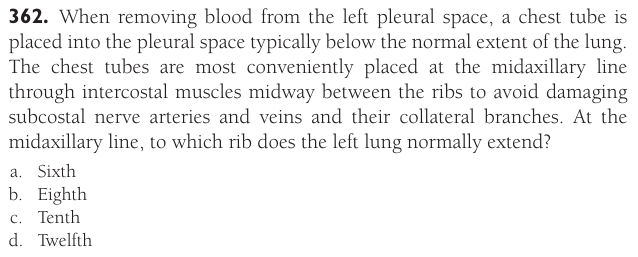 362. When removing blood from the left pleural space, a chest tube is
placed into the pleural space typically below the normal extent of the lung.
The chest tubes are most conveniently placed at the midaxillary line
through intercostal muscles midway between the ribs to avoid damaging
subcostal nerve arteries and veins and their collateral branches. At the
midaxillary line, to which rib does the left lung normally extend?
a. Sixth
b. Eighth
c. Tenth
d. Twelfth